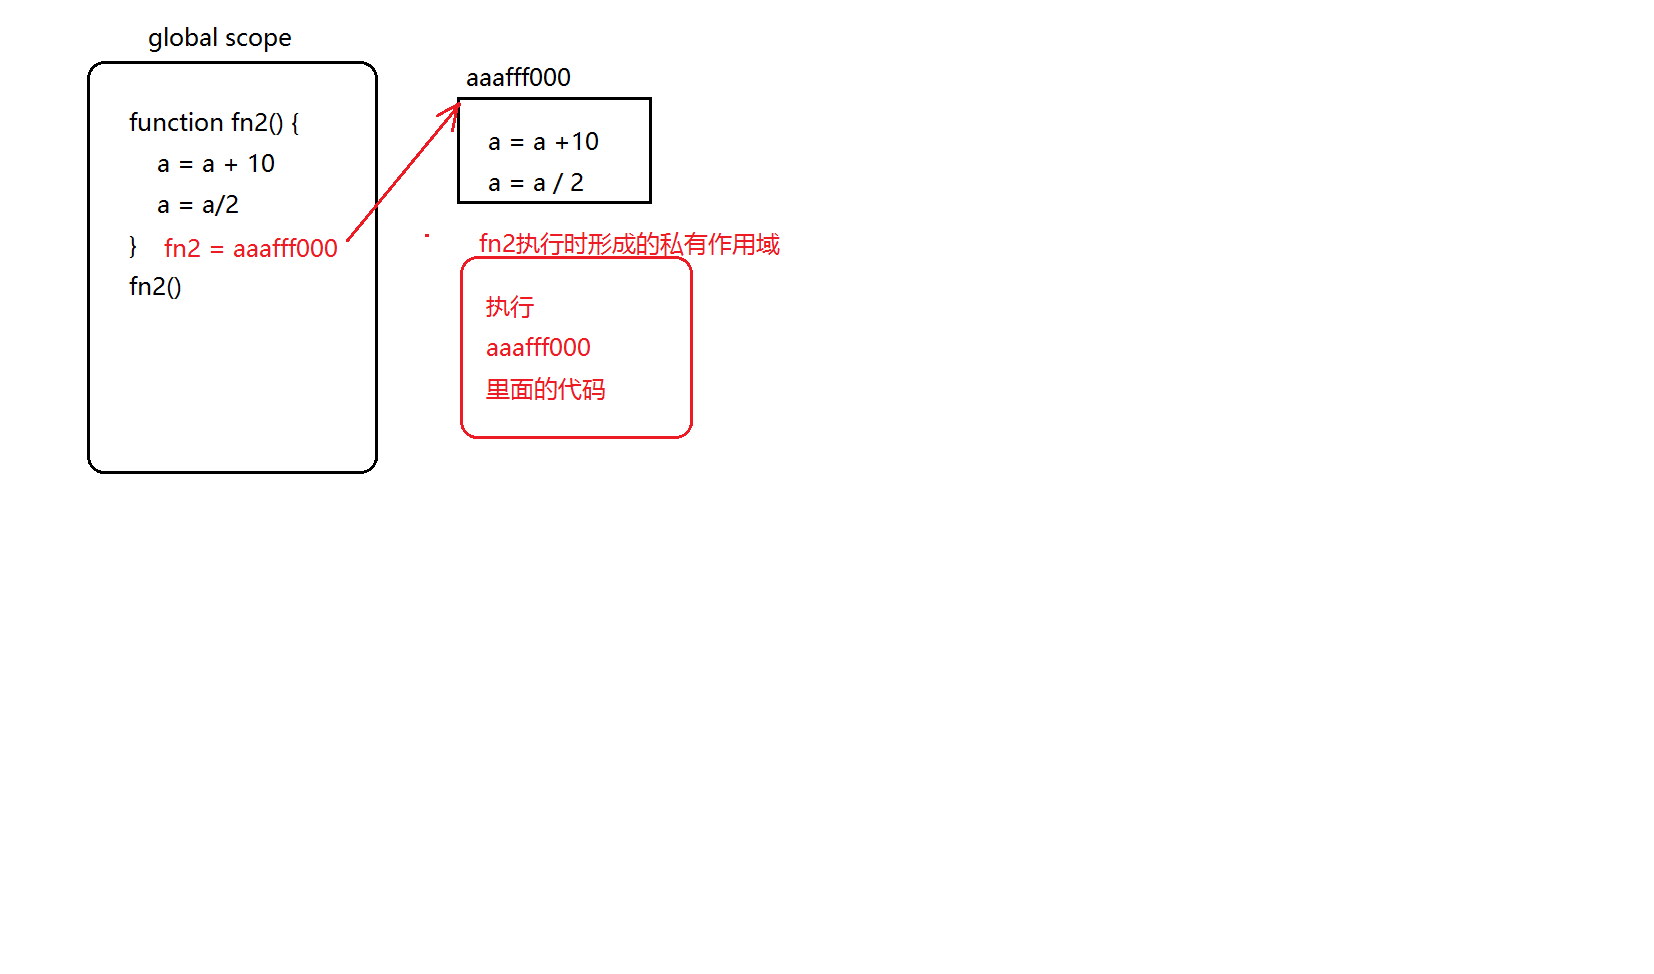 global scope
function fn2() {
a = a + 10
a = a/2
} fn2 = aaafff000
fn2()
aaafff000
a = a +10
a = a / 2
fn2执行时形成的私有作用域
执行
aaafff000
里面的代码